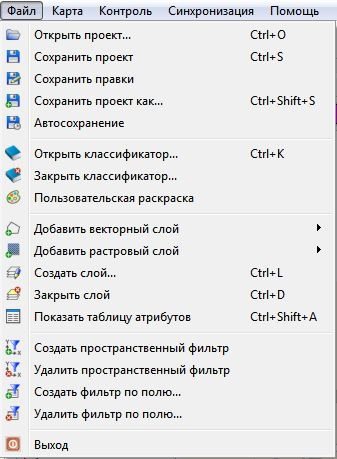 Файл Карта Контроль Синхронизация Помощь
Открыть проект... Ctrl+O
Сохранить проект Ctrl+S
Сохранить правки
Сохранить проект как... Ctrl+Shift+S
Автосохранение
Открыть классификатор... Ctrl+K
Закрыть классификатор...
Пользовательская раскраска
Добавить векторный слой
Добавить растровый слой
Создать слой... Ctrl+L
Закрыть слой Ctrl+D
Показать таблицу атрибутов Ctrl+Shift+A
Создать пространственный фильтр
Удалить пространственный фильтр
Создать фильтр по полю...
Удалить фильтр по полю...
Выход